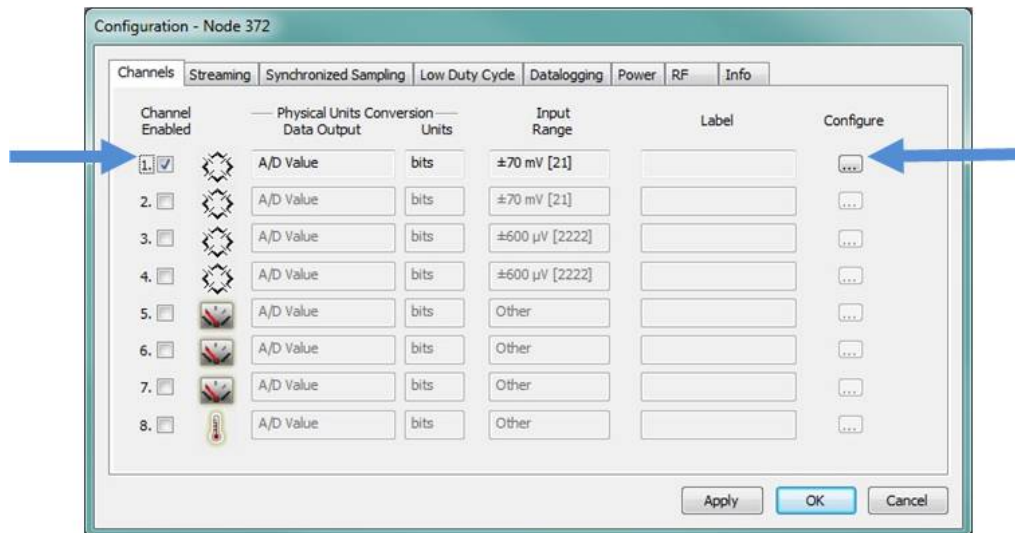 Configuration - Node 372
Channels Streaming Synchronized Sampling Low Duty Cycle Datalogging Power RF Info
Channel Enabled Physical Units Conversion Data Output Units Input Range Label Configure
1. A/D Value bits ±70 mV [21] ...
2. A/D Value bits ±70 mV [21] ...
3. A/D Value bits ±600 µV [2222] ...
4. A/D Value bits ±600 µV [2222] ...
5. A/D Value bits Other ...
6. A/D Value bits Other ...
7. A/D Value bits Other ...
8. A/D Value bits Other ...
Apply OK Cancel